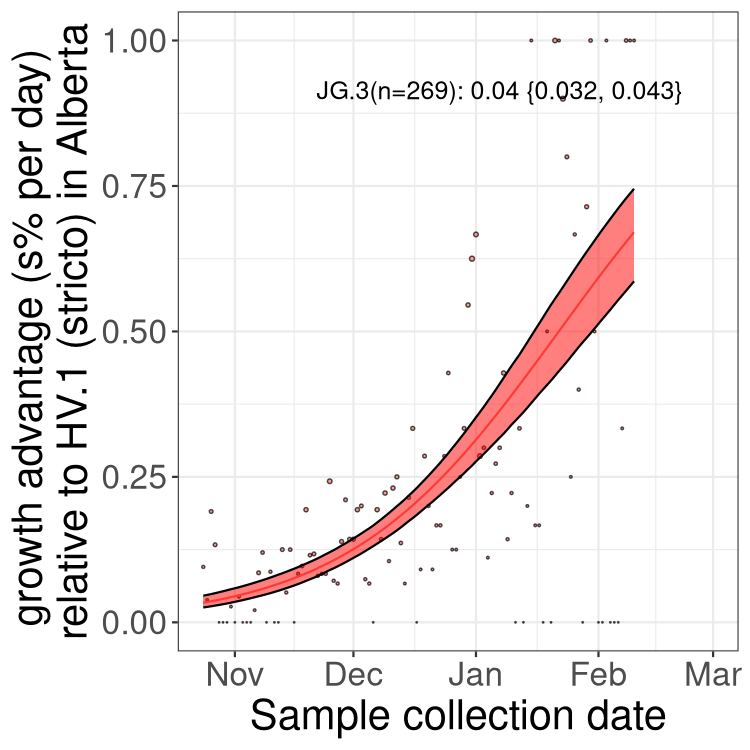 growth advantage (s% per day)
relative to HV.1 (stricto) in Alberta
1.00
0.75
0.50
0.25
0.00
JG.3(n=269): 0.04 {0.032, 0.043}
Nov
Dec
Jan
Feb
Mar
Sample collection date